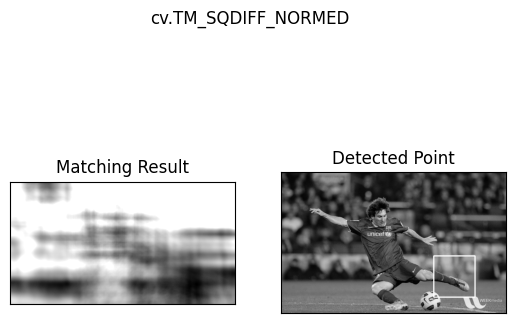 cv.TM_SQDIFF_NORMED
Matching Result
Detected Point
unicef